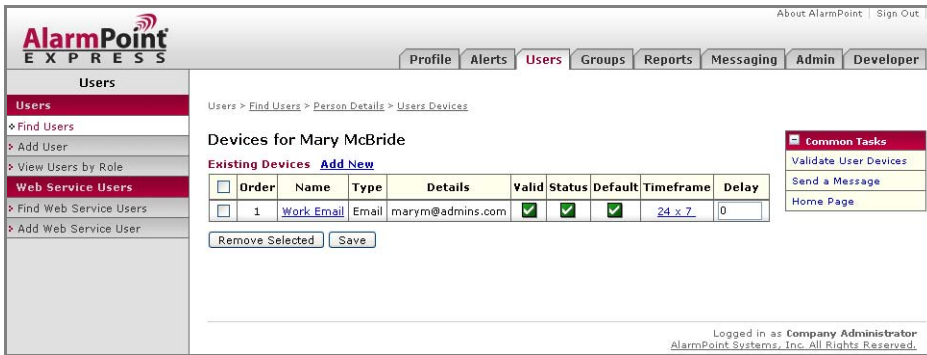 About AlarmPoint | Sign Out
AlarmPoint
EXPRESS
Profile Alerts Users Groups Reports Messaging Admin Developer
Users
Users
Find Users
Add User
View Users by Role
Web Service Users
Find Web Service Users
Add Web Service User
Users > Find Users > Person Details > Users Devices
Devices for Mary McBride
Existing Devices Add New
Order Name Type Details Valid Status Default Timeframe Delay
1 Work Email Email marym@admins.com 24 x 7 0
Remove Selected Save
Common Tasks
Validate User Devices
Send a Message
Home Page
Logged in as Company Administrator
AlarmPoint Systems, Inc. All Rights Reserved.